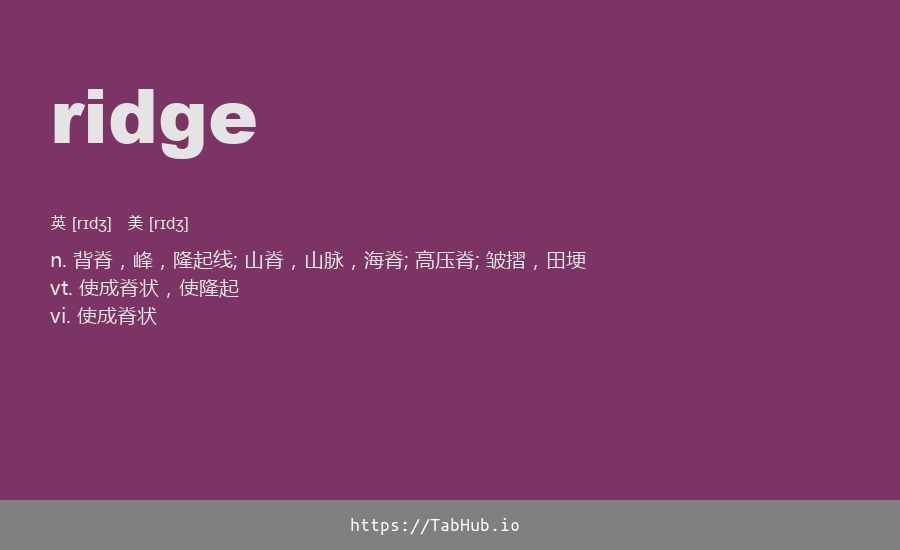 ridge
英 [rɪdʒ]   美 [rɪdʒ]
n. 背脊，峰，隆起线; 山脊，山脉，海脊; 高压脊; 皱摺，田埂
vt. 使成脊状，使隆起
vi. 使成脊状
https://TabHub.io